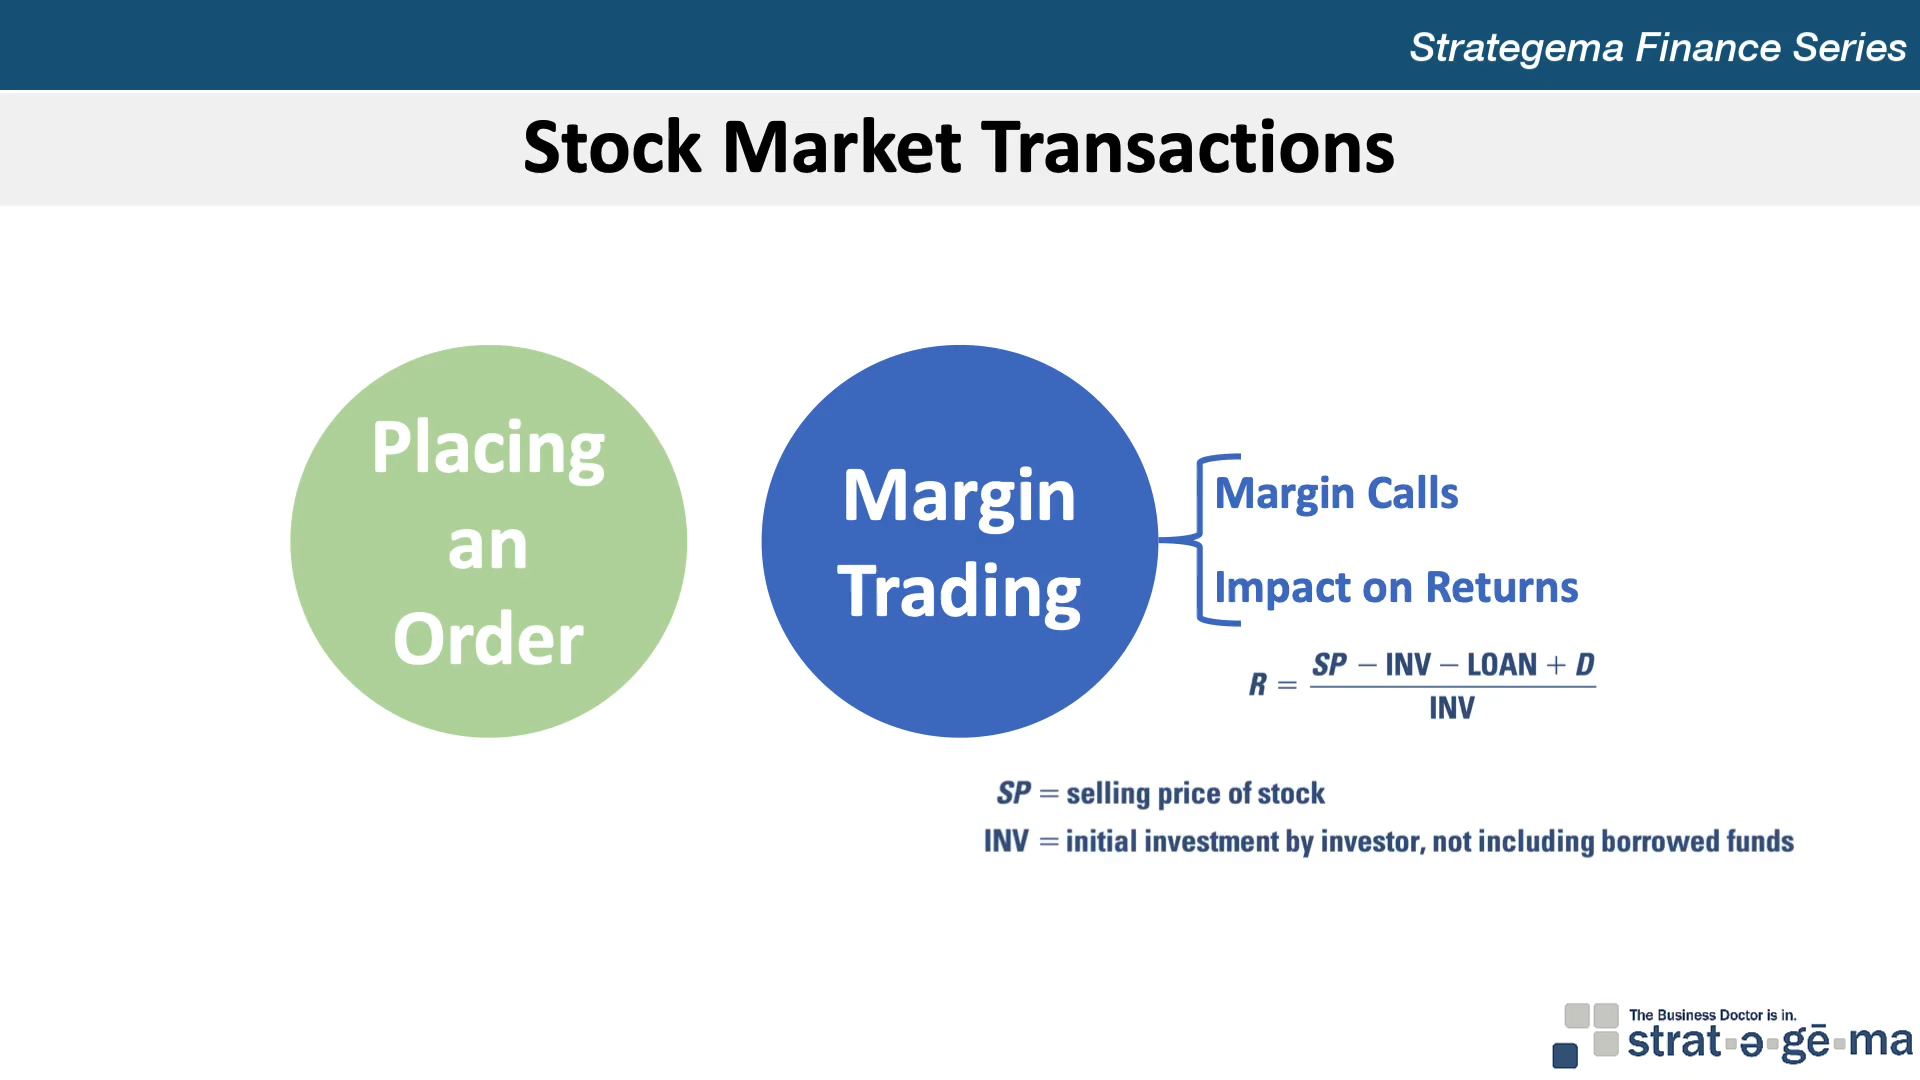 Strategema Finance Series
Stock Market Transactions
Placing
an
Order
Margin
Trading
Margin Calls
Impact on Returns
R = SP − INV − LOAN + D
INV
SP = selling price of stock
INV = initial investment by investor, not including borrowed funds
The Business Doctor is in.
strat▪ə▪gē▪ma